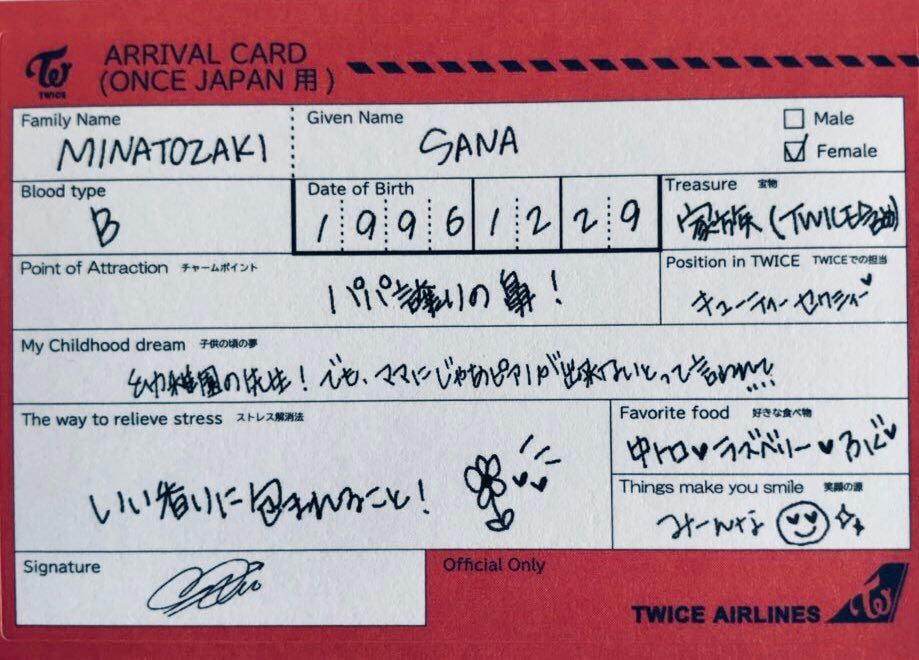 TWICE
ARRIVAL CARD
(ONCE JAPAN 用)
Family Name
MINATOZAKI
Given Name
SANA
Male
Female
Blood type
B
Date of Birth
1 9 9 6 1 2 2 9
Treasure 宝物
家族(TWICE含め)
Point of Attraction チャームポイント
パパ譲りの鼻!
Position in TWICE TWICEでの担当
キューティー セクシー
My Childhood dream 子供の頃の夢
幼稚園の先生!でも、ママにじゃあピアノが出来ないとって言われて
The way to relieve stress ストレス解消法
いい香りに包まれること!
Favorite food 好きな食べ物
中トロ♥ラズベリー♥
Things make you smile 笑顔の源
みーんな
Signature
Official Only
TWICE AIRLINES